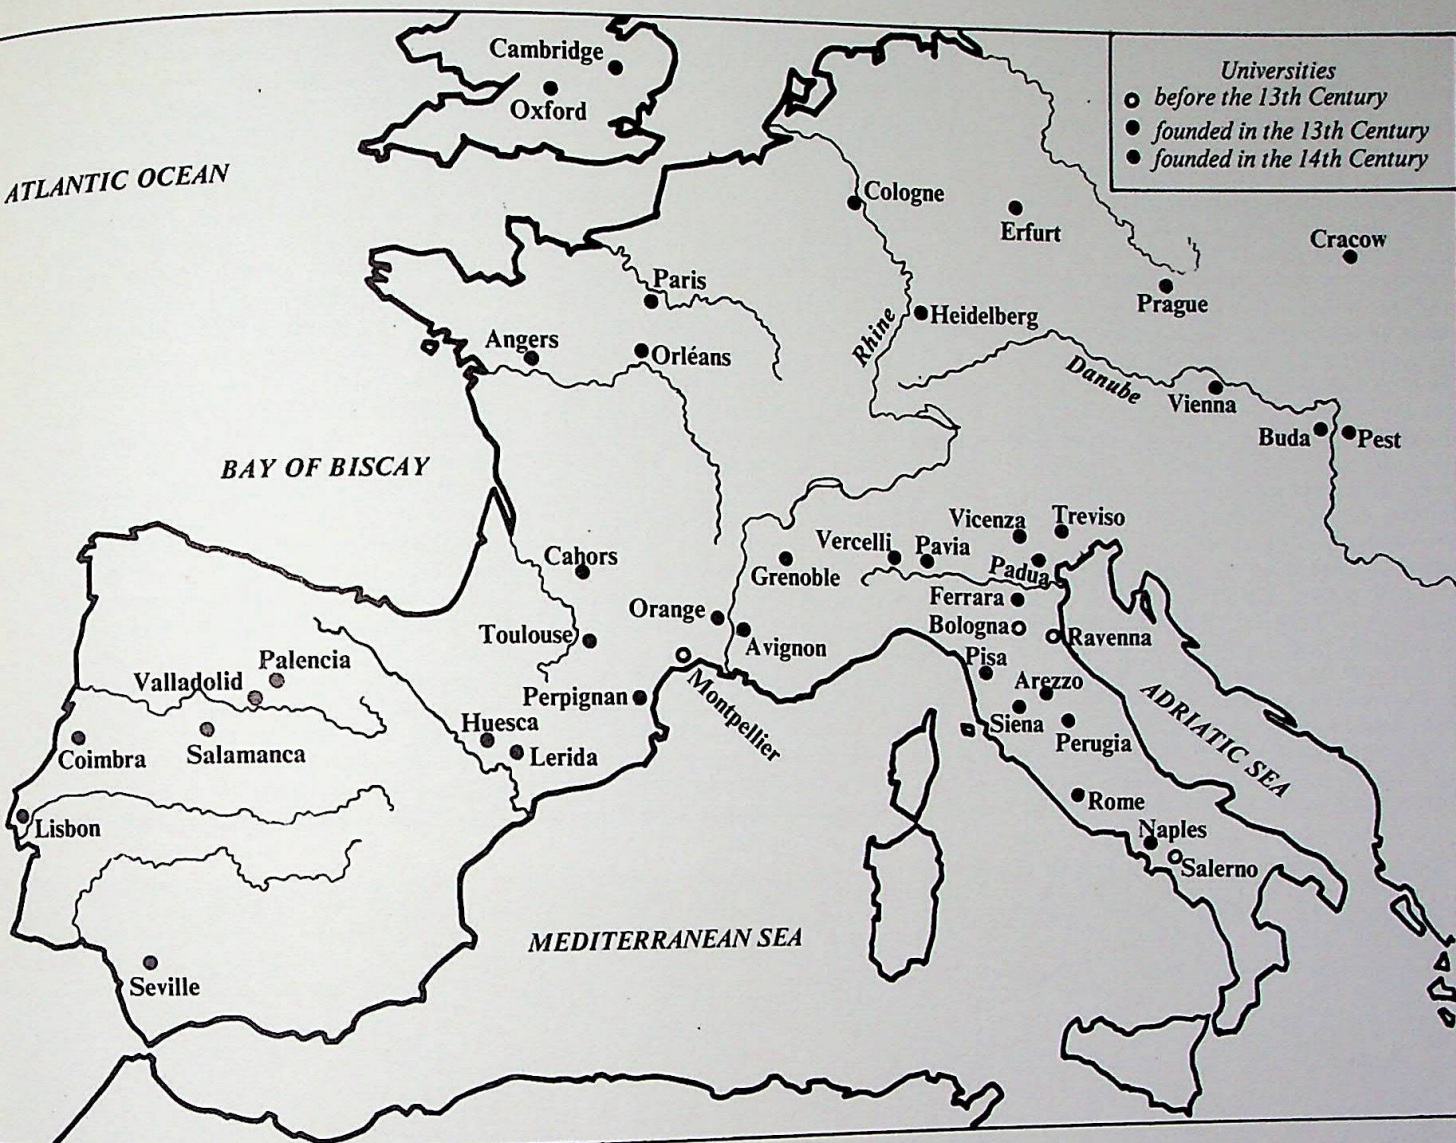 Universities
before the 13th Century
founded in the 13th Century
founded in the 14th Century
Cambridge
Oxford
ATLANTIC OCEAN
Cologne
Erfurt
Cracow
Paris
Prague
Heidelberg
Rhine
Angers
Orléans
Danube
Vienna
Buda
Pest
BAY OF BISCAY
Vicenza
Treviso
Vercelli
Pavia
Padua
Cahors
Grenoble
Ferrara
Orange
Bologna
Ravenna
Toulouse
Avignon
Pisa
Palencia
Valladolid
Arezzo
Perpignan
Montpellier
ADRIATIC SEA
Huesca
Siena
Perugia
Coimbra
Salamanca
Lerida
Rome
Lisbon
Naples
Salerno
MEDITERRANEAN SEA
Seville